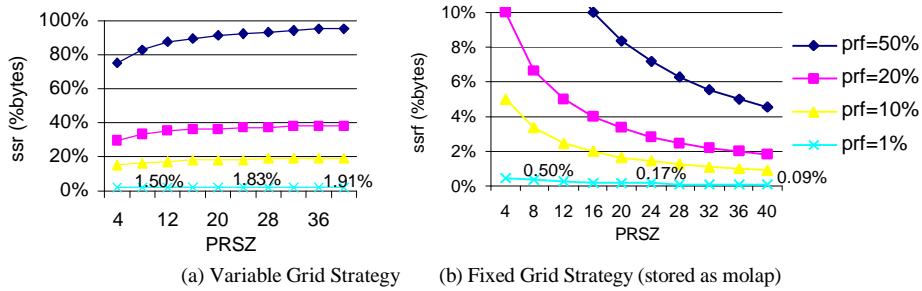 100%
80%
60%
40%
20%
0%
ssr (%bytes)
1.50%
1.83%
1.91%
4 12 20 28 36
PRSZ
10%
8%
6%
4%
2%
0%
ssrf (%bytes)
0.50%
0.17%
0.09%
4 8 12 16 20 24 28 32 36 40
PRSZ
prf=50%
prf=20%
prf=10%
prf=1%
(a) Variable Grid Strategy
(b) Fixed Grid Strategy (stored as molap)